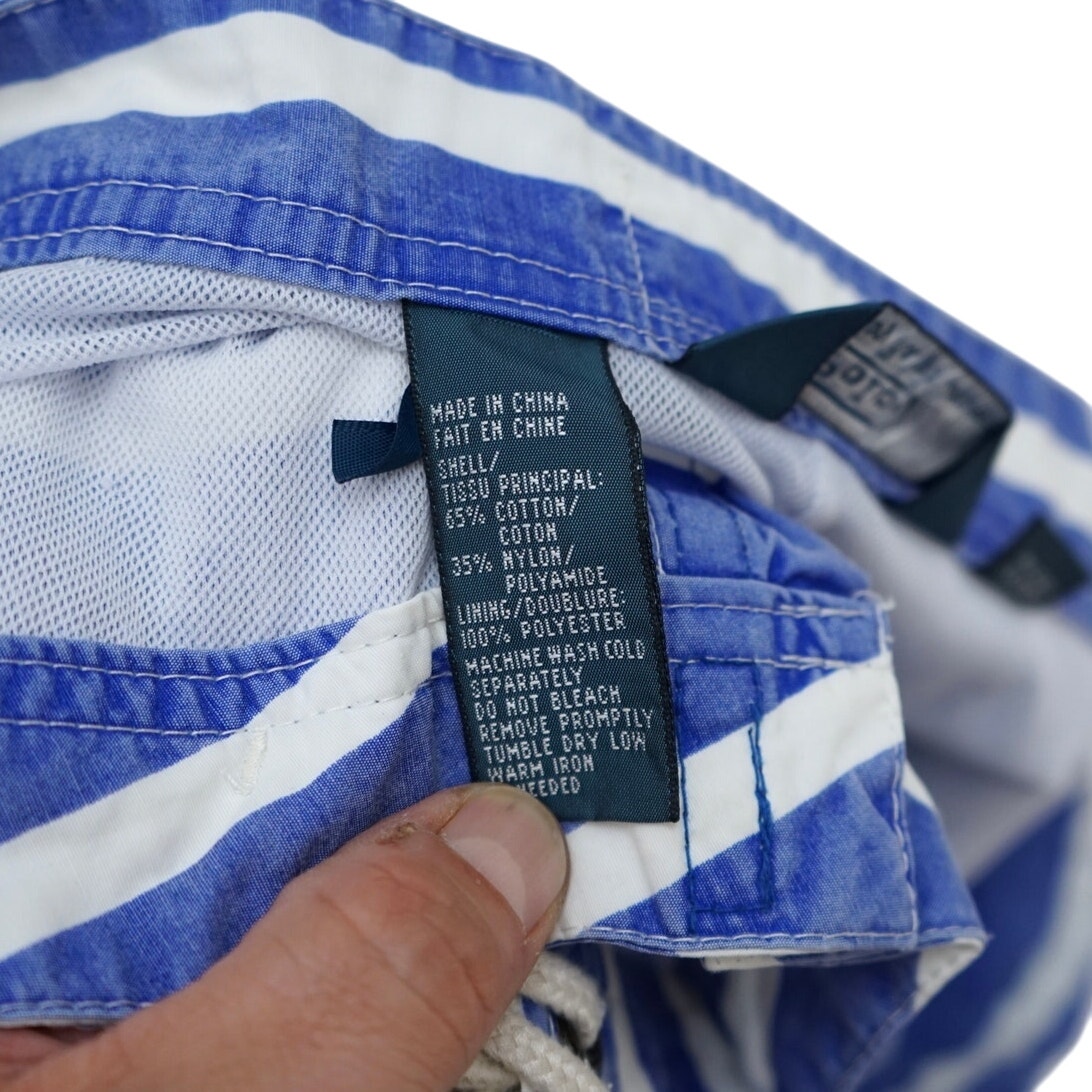 MADE IN CHINA
FAIT EN CHINE
SHELL/
TISSU PRINCIPAL:
65% COTTON/
COTON
35% NYLON/
POLYAMIDE
LINING/DOUBLURE:
100% POLYESTER
MACHINE WASH COLD
SEPARATELY
DO NOT BLEACH
REMOVE PROMPTLY
TUMBLE DRY LOW
WARM IRON
NEEDED